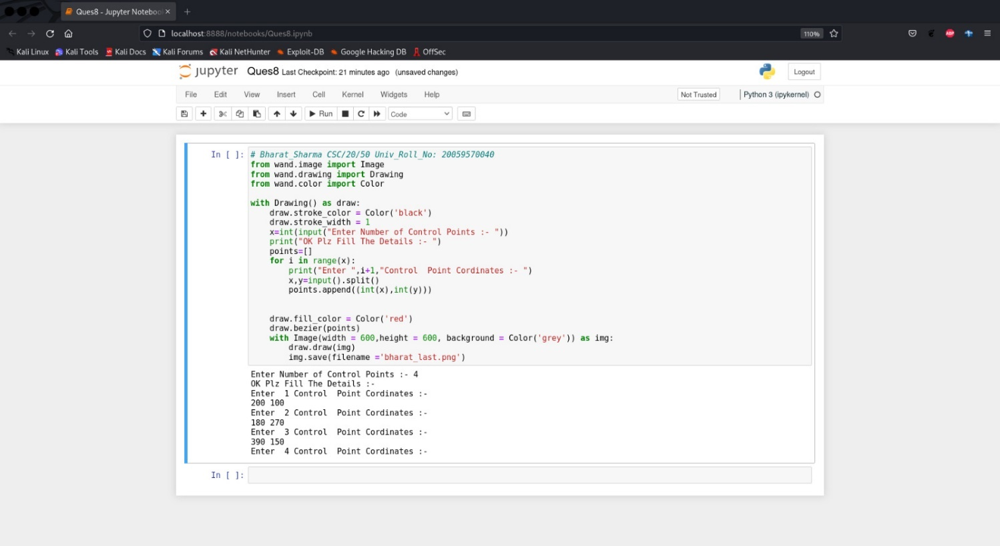 Ques8 - Jupyter Noteboo
localhost:8888/notebooks/Ques8.ipynb
110%
ABP
Kali Linux Kali Tools Kali Docs Kali Forums Kali NetHunter Exploit-DB Google Hacking DB OffSec
jupyter Ques8 Last Checkpoint: 21 minutes ago (unsaved changes)
Logout
File Edit View Insert Cell Kernel Widgets Help
Not Trusted
Python 3 (ipykernel)
Run
Code
In [ ]:
# Bharat_Sharma CSC/20/50 Univ_Roll_No: 20059570040
from wand.image import Image
from wand.drawing import Drawing
from wand.color import Color
with Drawing() as draw:
    draw.stroke_color = Color('black')
    draw.stroke_width = 1
    x=int(input("Enter Number of Control Points :- "))
    print("OK Plz Fill The Details :- ")
    points=[]
    for i in range(x):
        print("Enter ",i+1,"Control  Point Cordinates :- ")
        x,y=input().split()
        points.append((int(x),int(y)))
    draw.fill_color = Color('red')
    draw.bezier(points)
    with Image(width = 600,height = 600, background = Color('grey')) as img:
        draw.draw(img)
        img.save(filename ='bharat_last.png')
Enter Number of Control Points :- 4
OK Plz Fill The Details :-
Enter  1 Control  Point Cordinates :-
200 100
Enter  2 Control  Point Cordinates :-
180 270
Enter  3 Control  Point Cordinates :-
390 150
Enter  4 Control  Point Cordinates :-
In [ ]: